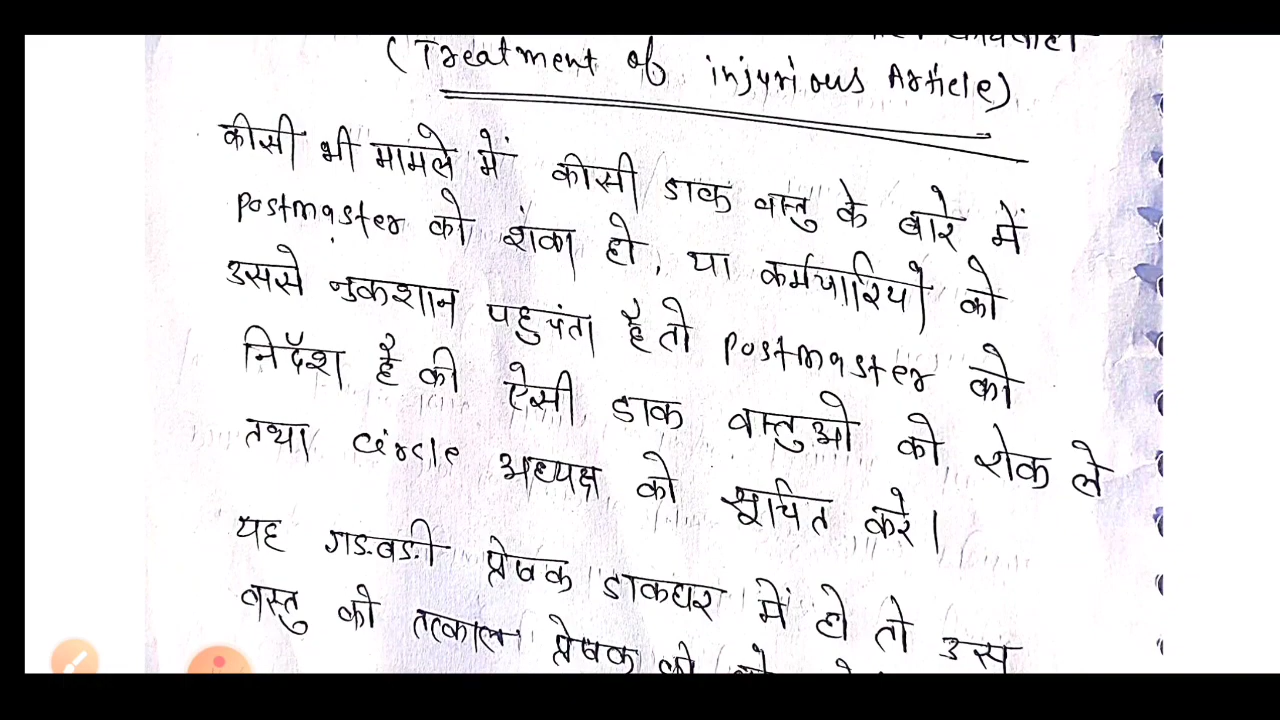 (Treatment of injurious Article)
कीसी भी मामले में कीसी डाक वस्तु के बारे में
postmaster को शंका हो, या कर्मचारियो को
उससे नुकशान पहुचंता है तो postmaster को
निर्देश है की ऐसी डाक वस्तुओ को रोक ले
तथा circle अध्यक्ष को सूचित करे।
यह गड.बडी. प्रेषक डाकघर में हो तो उस
वस्तु को तत्काल प्रेषक को